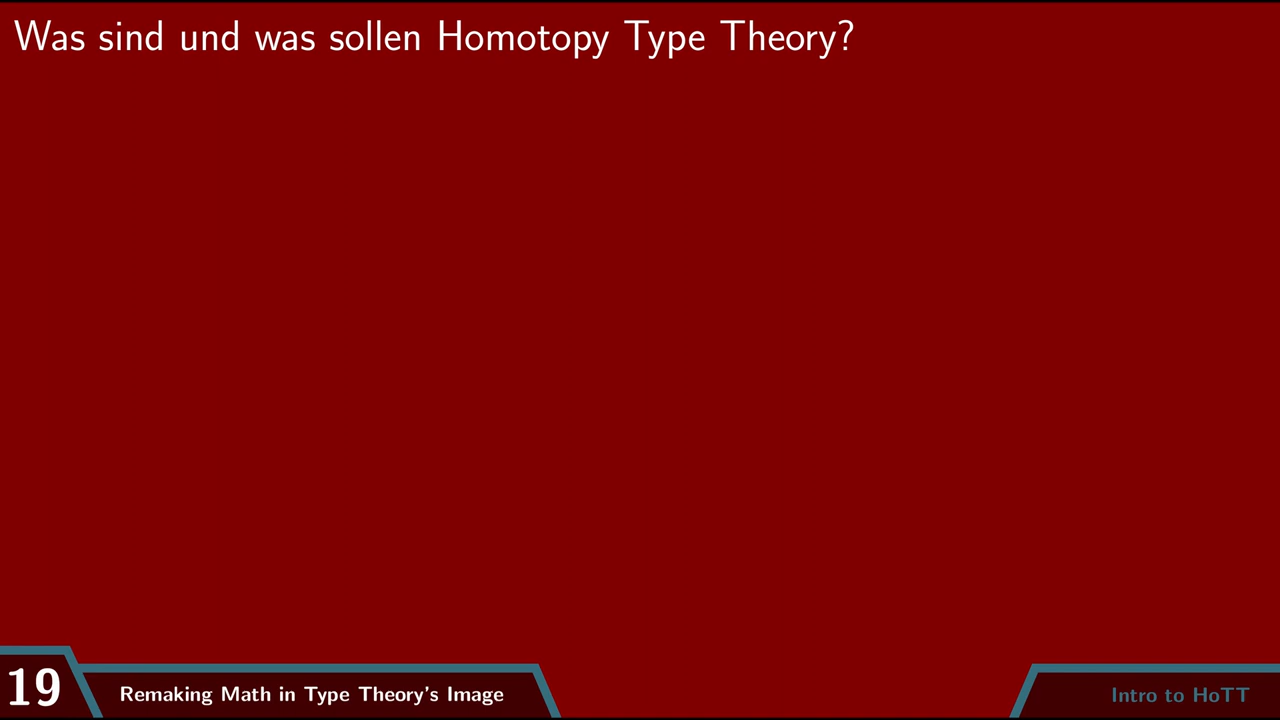 Was sind und was sollen Homotopy Type Theory?
19
Remaking Math in Type Theory's Image
Intro to HoTT